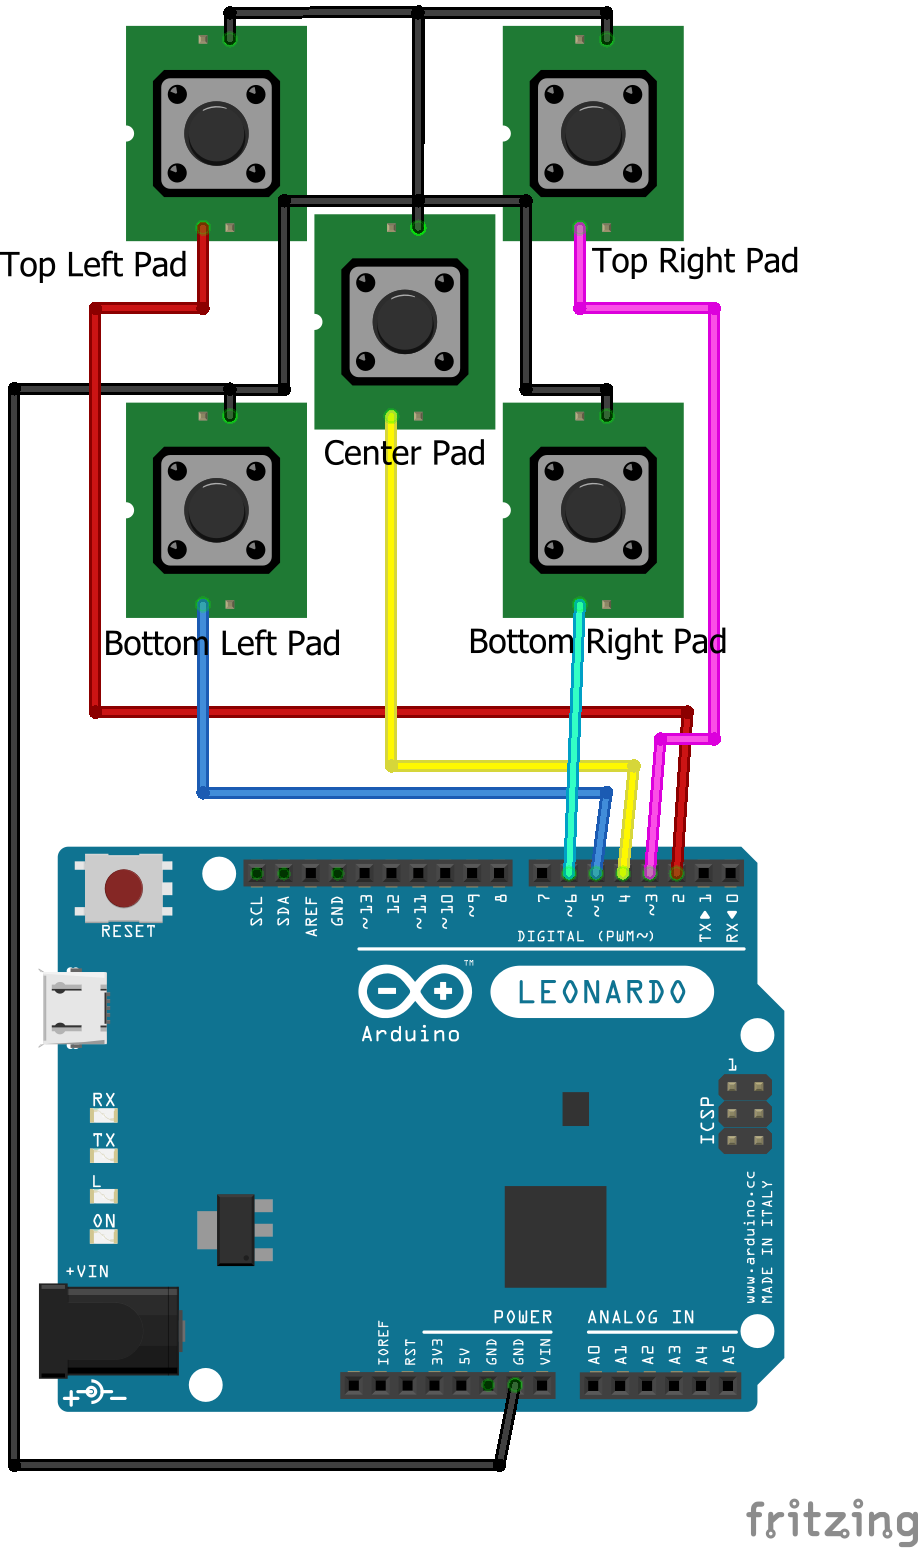 Top Left Pad
Top Right Pad
Center Pad
Bottom Left Pad
Bottom Right Pad
SCL
SDA
AREF
GND
~13
12
~11
~10
~9
8
7
~6
~5
4
~3
2
TX▶ 1
RX◀ 0
RESET
DIGITAL (PWM~)
TM
LEONARDO
Arduino
1
ICSP
RX
TX
L
ON
www.arduino.cc
MADE IN ITALY
+VIN
POWER
ANALOG IN
IOREF
RST
3V3
5V
GND
GND
VIN
A0
A1
A2
A3
A4
A5
fritzing